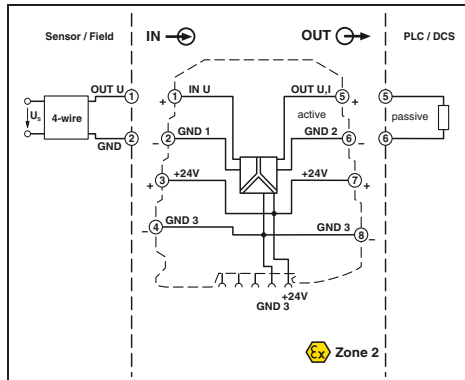 Sensor / Field
IN
OUT
PLC / DCS
OUT U 1
1 IN U
OUT U,I 5
5
+
+
Us
4-wire
active
passive
GND 2
2 GND 1
GND 2 6
6
–
–
3 +24V
+24V 7
+
+
4 GND 3
GND 3 8
–
–
+24V
GND 3
Ex Zone 2